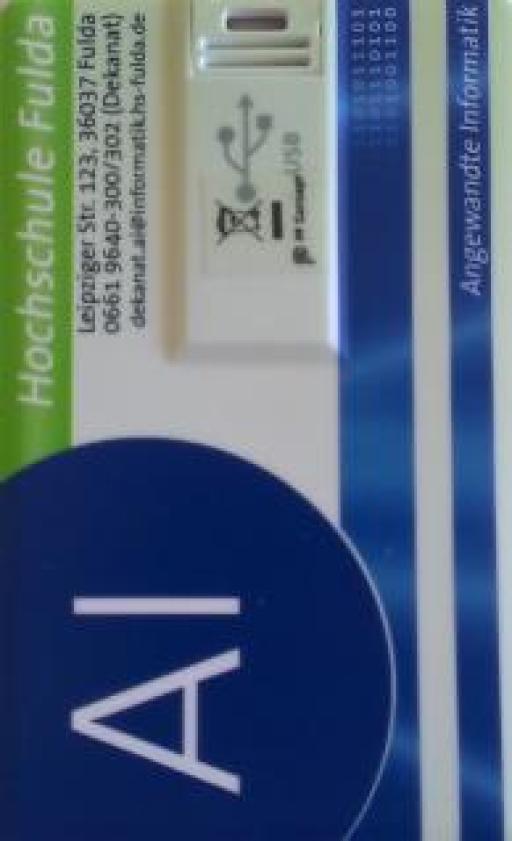 Hochschule Fulda
Leipziger Str. 123, 36037 Fulda
0661 9640-300/302 (Dekanat)
dekanat.ai@informatik.hs-fulda.de
USB
AI
Angewandte Informatik